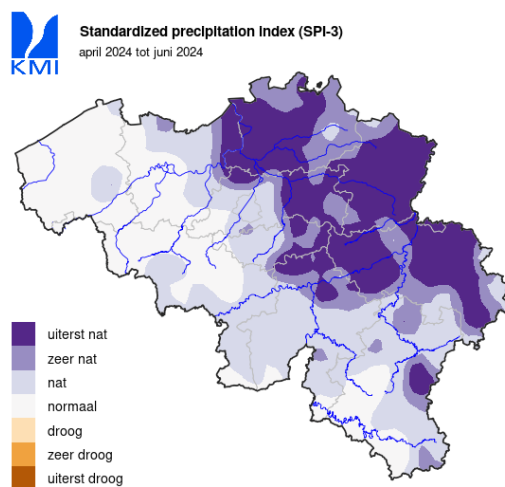 Standardized precipitation index (SPI-3)
april 2024 tot juni 2024
KMI
uiterst nat
zeer nat
nat
normaal
droog
zeer droog
uiterst droog